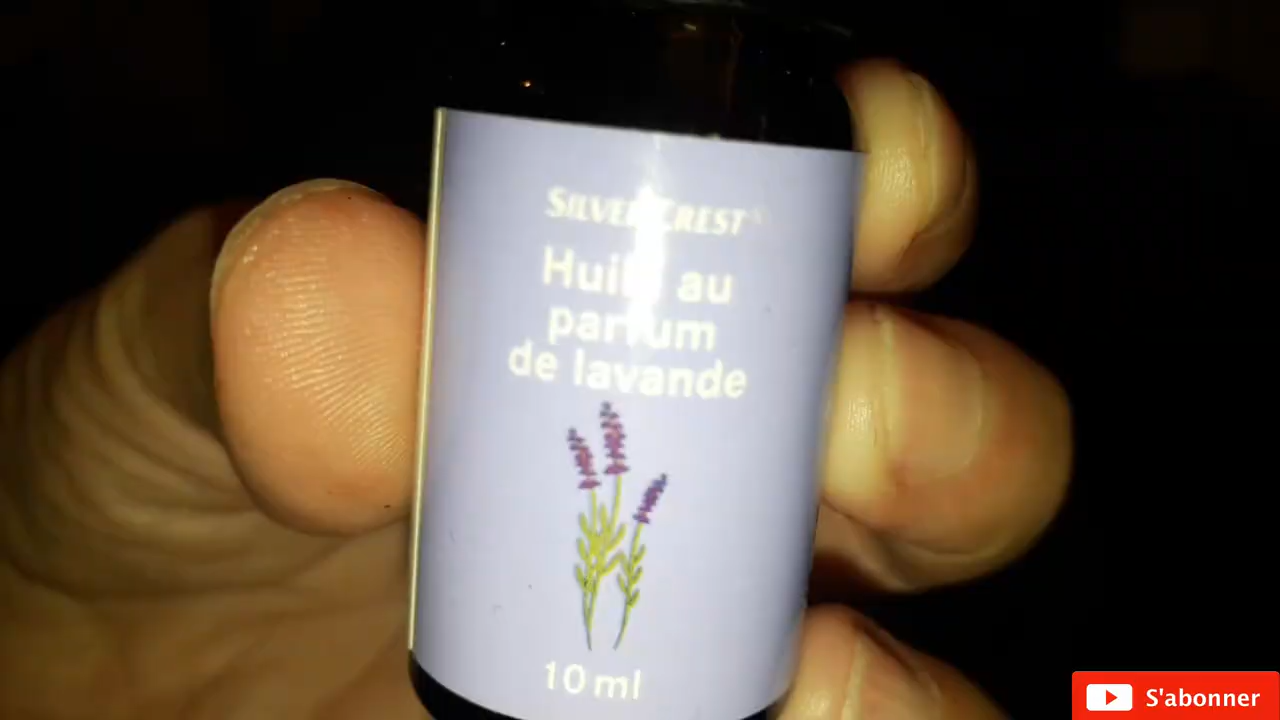 SILVERCREST
Huile au
parfum
de lavande
10 ml
S'abonner